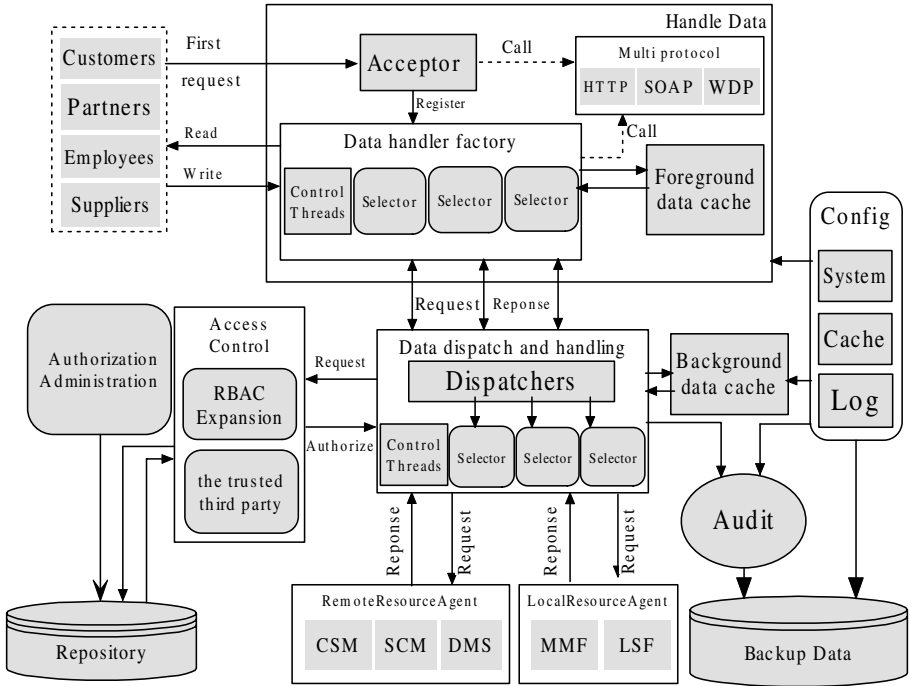 Handle Data
Customers
Partners
Employees
Suppliers
First
request
Read
Write
Acceptor
Call
Register
Multi protocol
HTTP
SOAP
WDP
Call
Data handler factory
Control
Threads
Selector
Selector
Selector
Foreground
data cache
Config
System
Cache
Log
Request
Reponse
Authorization
Administration
Access
Control
RBAC
Expansion
the trusted
third party
Request
Authorize
Data dispatch and handling
Dispatchers
Control
Threads
Selector
Selector
Selector
Background
data cache
Audit
Reponse
Request
Reponse
Request
RemoteResourceAgent
CSM
SCM
DMS
LocalResourceAgent
MMF
LSF
Repository
Backup Data